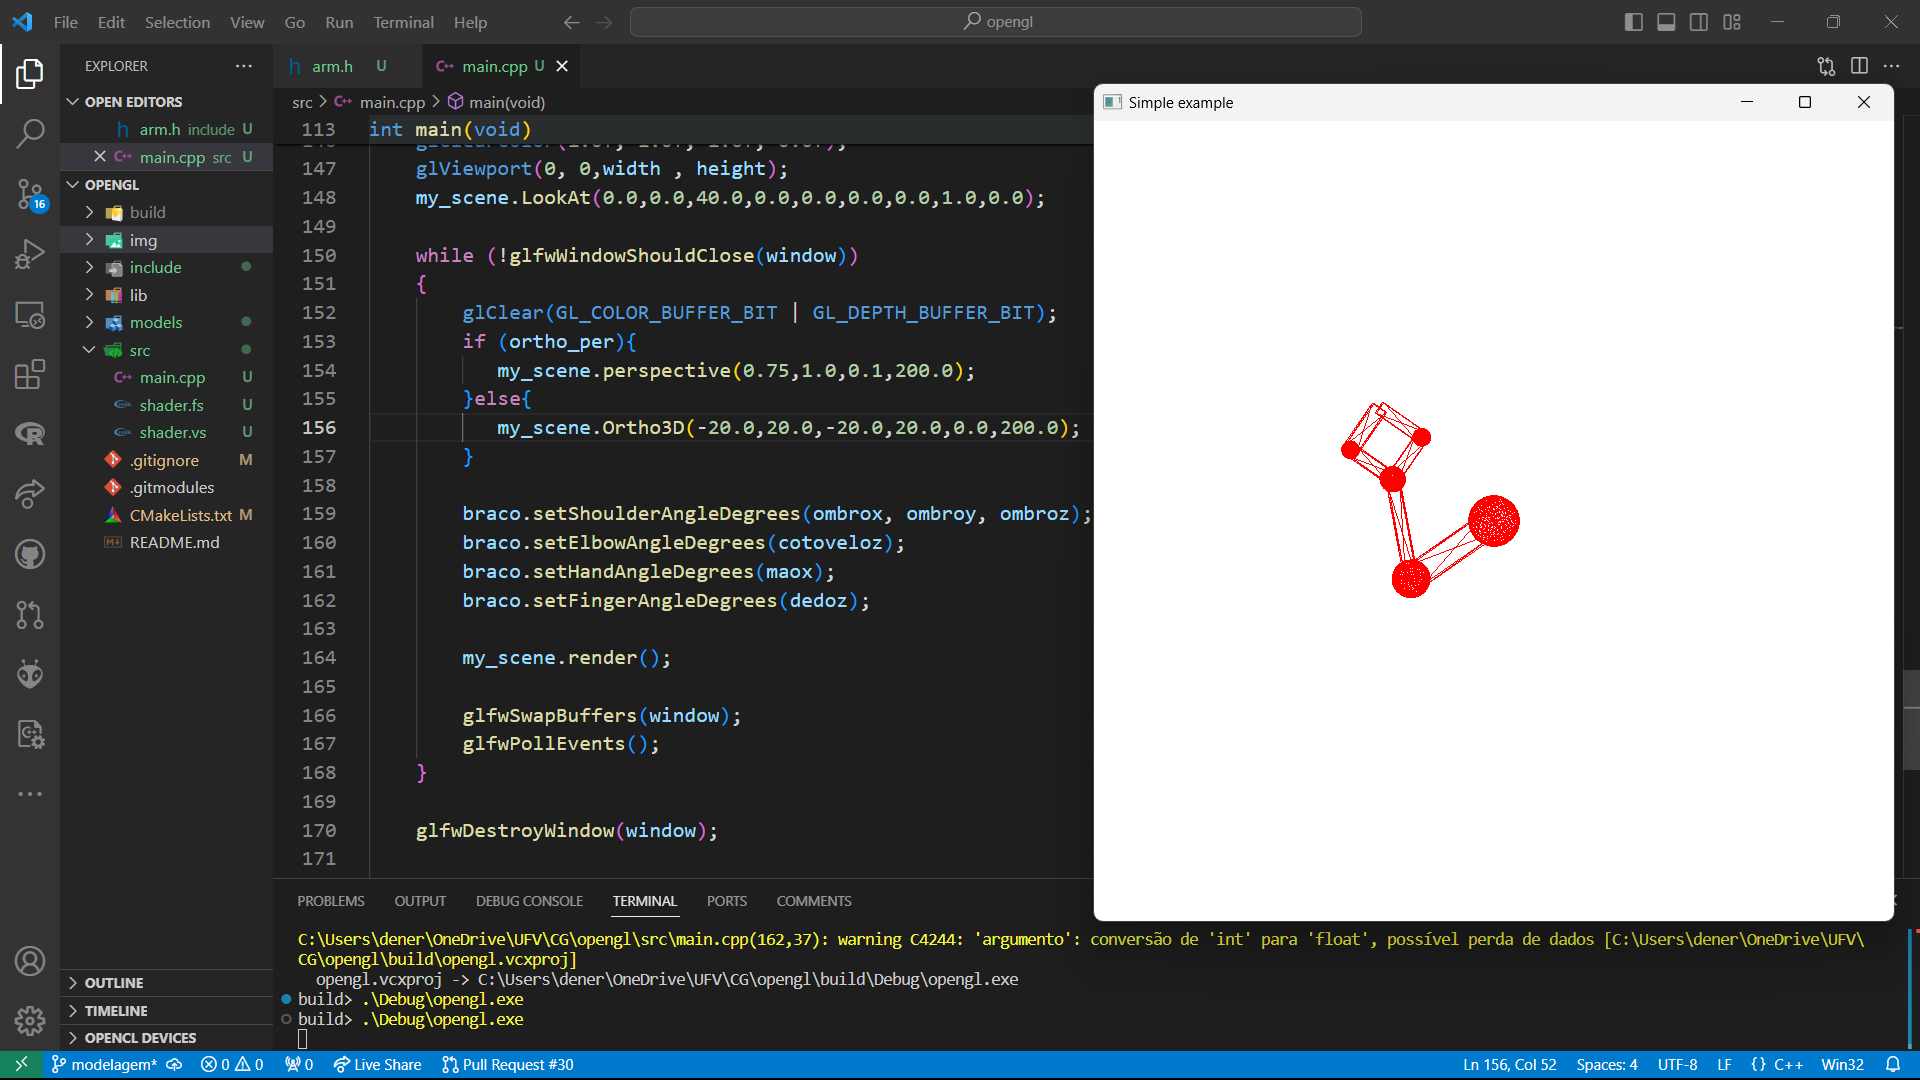 File Edit Selection View Go Run Terminal Help
opengl
EXPLORER
OPEN EDITORS
arm.h include U
main.cpp src U
OPENGL
build
img
include
lib
models
src
main.cpp U
shader.fs U
shader.vs U
.gitignore M
.gitmodules
CMakeLists.txt M
README.md
OUTLINE
TIMELINE
OPENCL DEVICES
16
arm.h U
main.cpp U
src > main.cpp > main(void)
113 int main(void)
147 glViewport(0, 0,width , height);
148 my_scene.LookAt(0.0,0.0,40.0,0.0,0.0,0.0,0.0,1.0,0.0);
149
150 while (!glfwWindowShouldClose(window))
151 {
152 glClear(GL_COLOR_BUFFER_BIT | GL_DEPTH_BUFFER_BIT);
153 if (ortho_per){
154 my_scene.perspective(0.75,1.0,0.1,200.0);
155 }else{
156 my_scene.Ortho3D(-20.0,20.0,-20.0,20.0,0.0,200.0);
157 }
158
159 braco.setShoulderAngleDegrees(ombrox, ombroy, ombroz);
160 braco.setElbowAngleDegrees(cotoveloz);
161 braco.setHandAngleDegrees(maox);
162 braco.setFingerAngleDegrees(dedoz);
163
164 my_scene.render();
165
166 glfwSwapBuffers(window);
167 glfwPollEvents();
168 }
169
170 glfwDestroyWindow(window);
171
Simple example
PROBLEMS OUTPUT DEBUG CONSOLE TERMINAL PORTS COMMENTS
C:\Users\dener\OneDrive\UFV\CG\opengl\src\main.cpp(162,37): warning C4244: 'argumento': conversão de 'int' para 'float', possível perda de dados [C:\Users\dener\OneDrive\UFV\
CG\opengl\build\opengl.vcxproj]
opengl.vcxproj -> C:\Users\dener\OneDrive\UFV\CG\opengl\build\Debug\opengl.exe
build> .\Debug\opengl.exe
build> .\Debug\opengl.exe
modelagem* 0 0 0 Live Share Pull Request #30 Ln 156, Col 52 Spaces: 4 UTF-8 LF {} C++ Win32